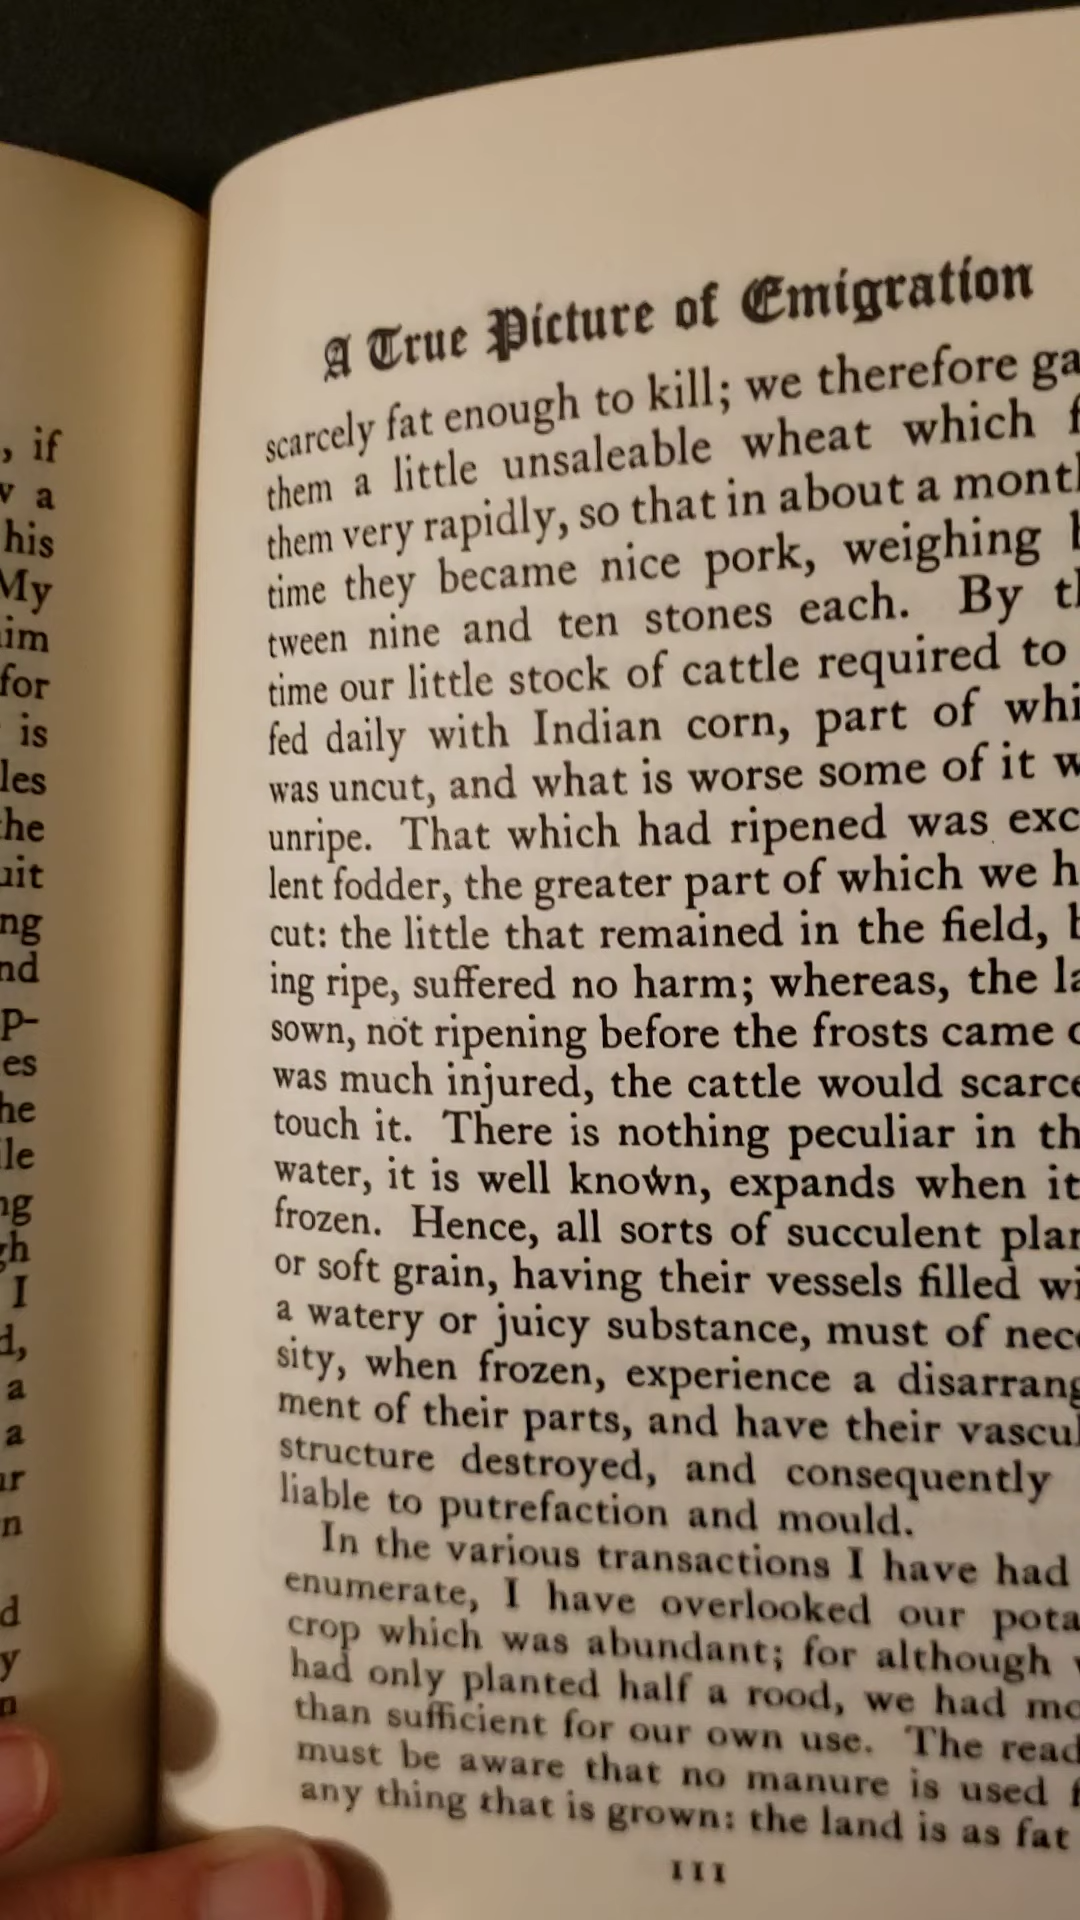 , if
a
his
My
for
is
the
I
a
a
A True Picture of Emigration
scarcely fat enough to kill; we therefore ga
them a little unsaleable wheat which f
them very rapidly, so that in about a month
time they became nice pork, weighing b
tween nine and ten stones each. By th
time our little stock of cattle required to
fed daily with Indian corn, part of whi
was uncut, and what is worse some of it w
unripe. That which had ripened was exc
lent fodder, the greater part of which we h
cut: the little that remained in the field, b
ing ripe, suffered no harm; whereas, the la
sown, not ripening before the frosts came o
was much injured, the cattle would scarce
touch it. There is nothing peculiar in th
water, it is well known, expands when it
frozen. Hence, all sorts of succulent plan
or soft grain, having their vessels filled wi
a watery or juicy substance, must of nece
sity, when frozen, experience a disarrang
ment of their parts, and have their vascul
structure destroyed, and consequently
liable to putrefaction and mould.
In the various transactions I have had
enumerate, I have overlooked our pota
crop which was abundant; for although
had only planted half a rood, we had mo
than sufficient for our own use. The read
must be aware that no manure is used f
any thing that is grown: the land is as fat
111